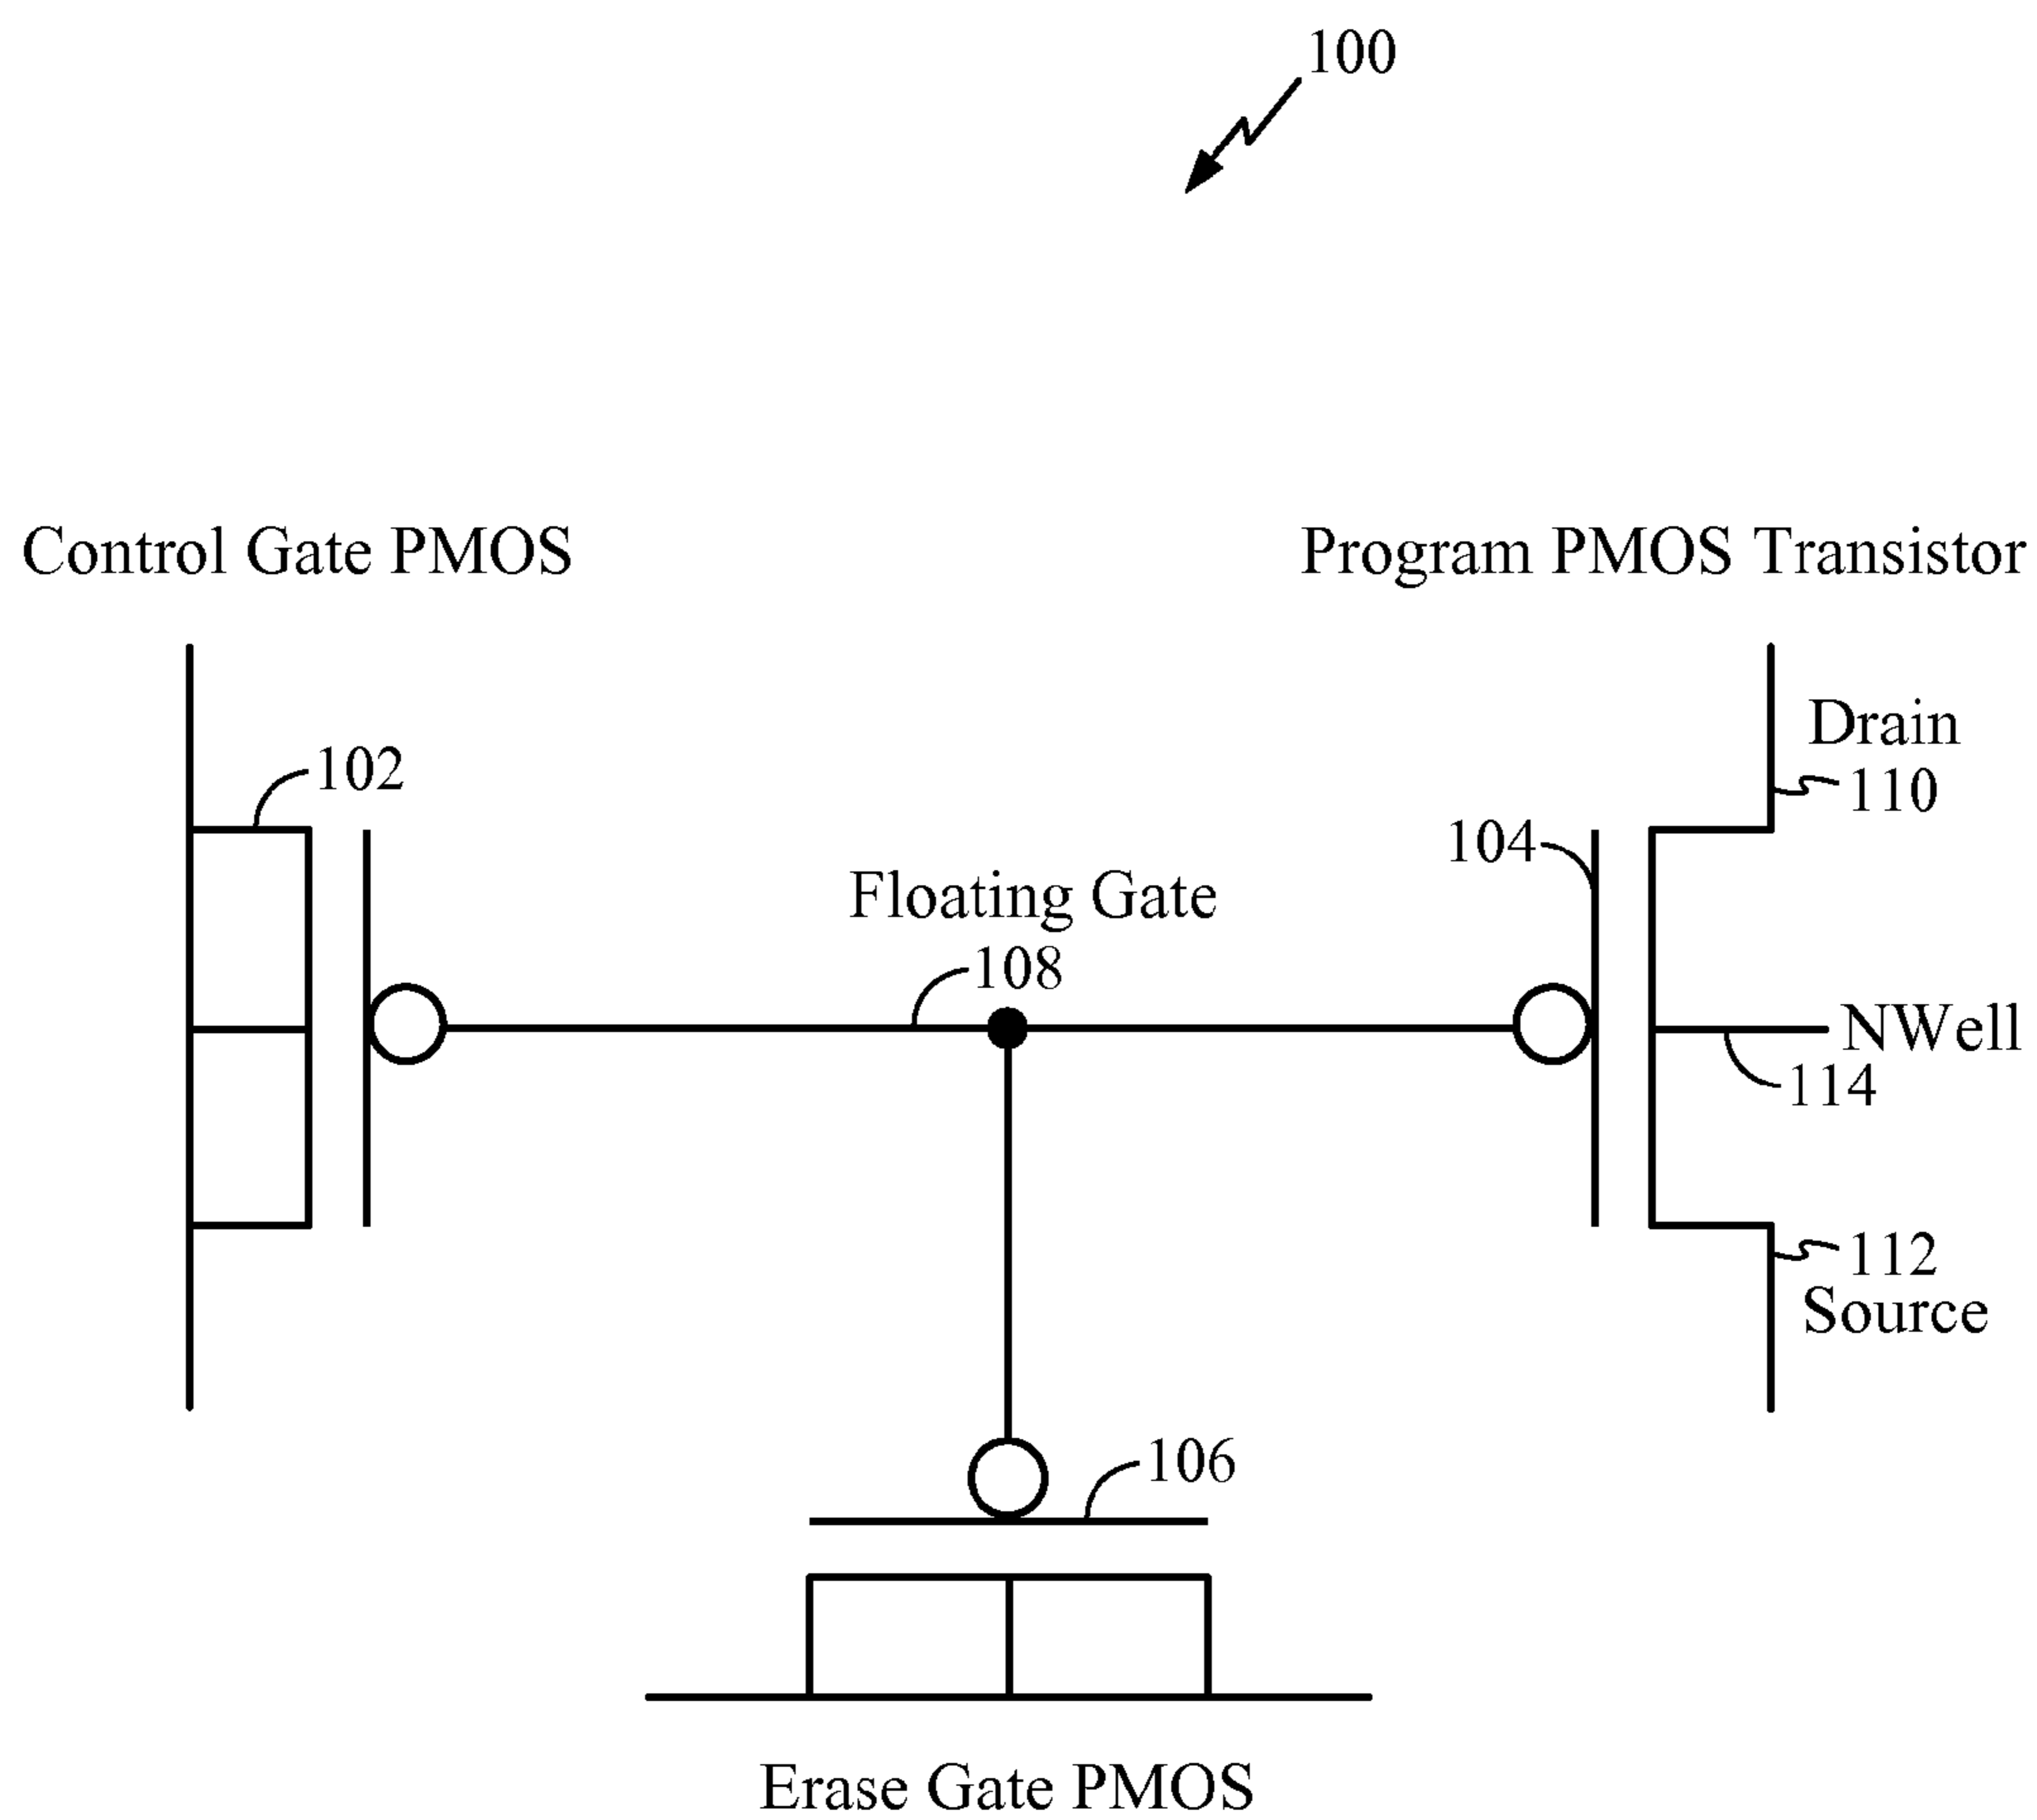 100
Control Gate PMOS
Program PMOS Transistor
Drain
110
102
104
Floating Gate
108
NWell
114
112
Source
106
Erase Gate PMOS